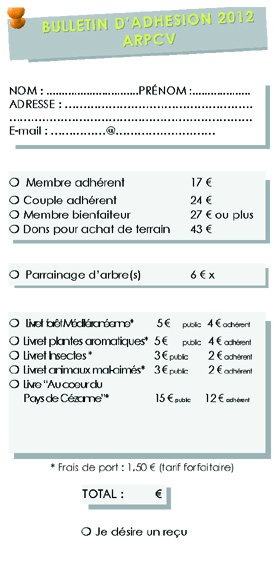 BULLETIN D'ADHESION 2012
ARPCV
NOM : ..............................PRÉNOM :...................
ADRESSE : ..................................................
................................................................
E-mail : ...............@...........................
❍ Membre adhérent 17 €
❍ Couple adhérent 24 €
❍ Membre bienfaiteur 27 € ou plus
❍ Dons pour achat de terrain 43 €
❍ Parrainage d'arbre(s) 6 € x
❍ Livret forêt Méditéranéenne* 5 € public 4 € adhérent
❍ Livret plantes aromatiques* 5 € public 4 € adhérent
❍ Livret Insectes * 3 € public 2 € adhérent
❍ Livret animaux mal-aimés* 3 € public 2 € adhérent
❍ Livre "Au coeur du
Pays de Cézanne"* 15 € public 12 € adhérent
* Frais de port : 1,50 € (tarif forfaitaire)
TOTAL : €
❍ Je désire un reçu